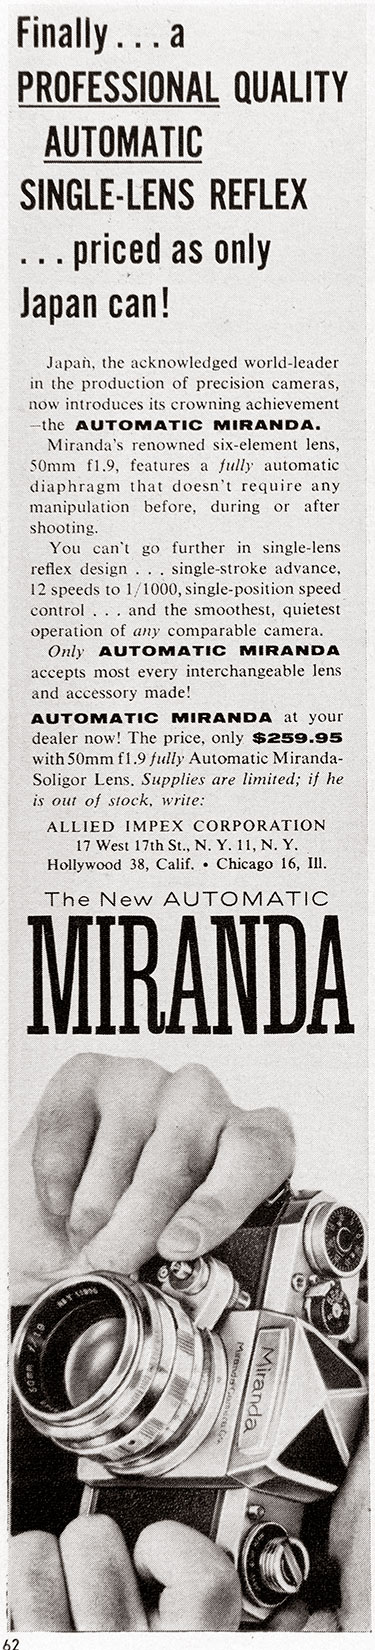 Finally . . . a
PROFESSIONAL QUALITY
AUTOMATIC
SINGLE-LENS REFLEX
. . . priced as only
Japan can!
Japan, the acknowledged world-leader
in the production of precision cameras,
now introduces its crowning achievement
—the AUTOMATIC MIRANDA.
Miranda's renowned six-element lens,
50mm f1.9, features a fully automatic
diaphragm that doesn't require any
manipulation before, during or after
shooting.
You can't go further in single-lens
reflex design . . . single-stroke advance,
12 speeds to 1/1000, single-position speed
control . . . and the smoothest, quietest
operation of any comparable camera.
Only AUTOMATIC MIRANDA
accepts most every interchangeable lens
and accessory made!
AUTOMATIC MIRANDA at your
dealer now! The price, only $259.95
with 50mm f1.9 fully Automatic Miranda-
Soligor Lens. Supplies are limited; if he
is out of stock, write:
ALLIED IMPEX CORPORATION
17 West 17th St., N. Y. 11, N. Y.
Hollywood 38, Calif. • Chicago 16, Ill.
The New AUTOMATIC
MIRANDA
50mm f/1.9
Miranda
62